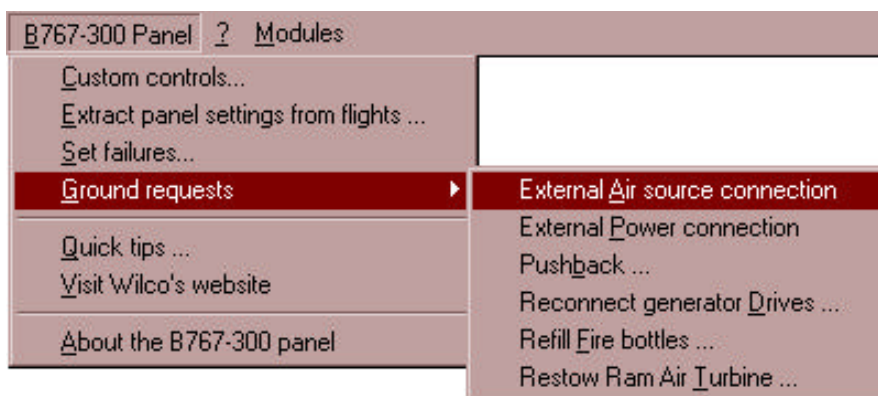 B767-300 Panel ? Modules
Custom controls...
Extract panel settings from flights ...
Set failures...
Ground requests
Quick tips ...
Visit Wilco's website
About the B767-300 panel
External Air source connection
External Power connection
Pushback ...
Reconnect generator Drives ...
Refill Fire bottles ...
Restow Ram Air Turbine ...